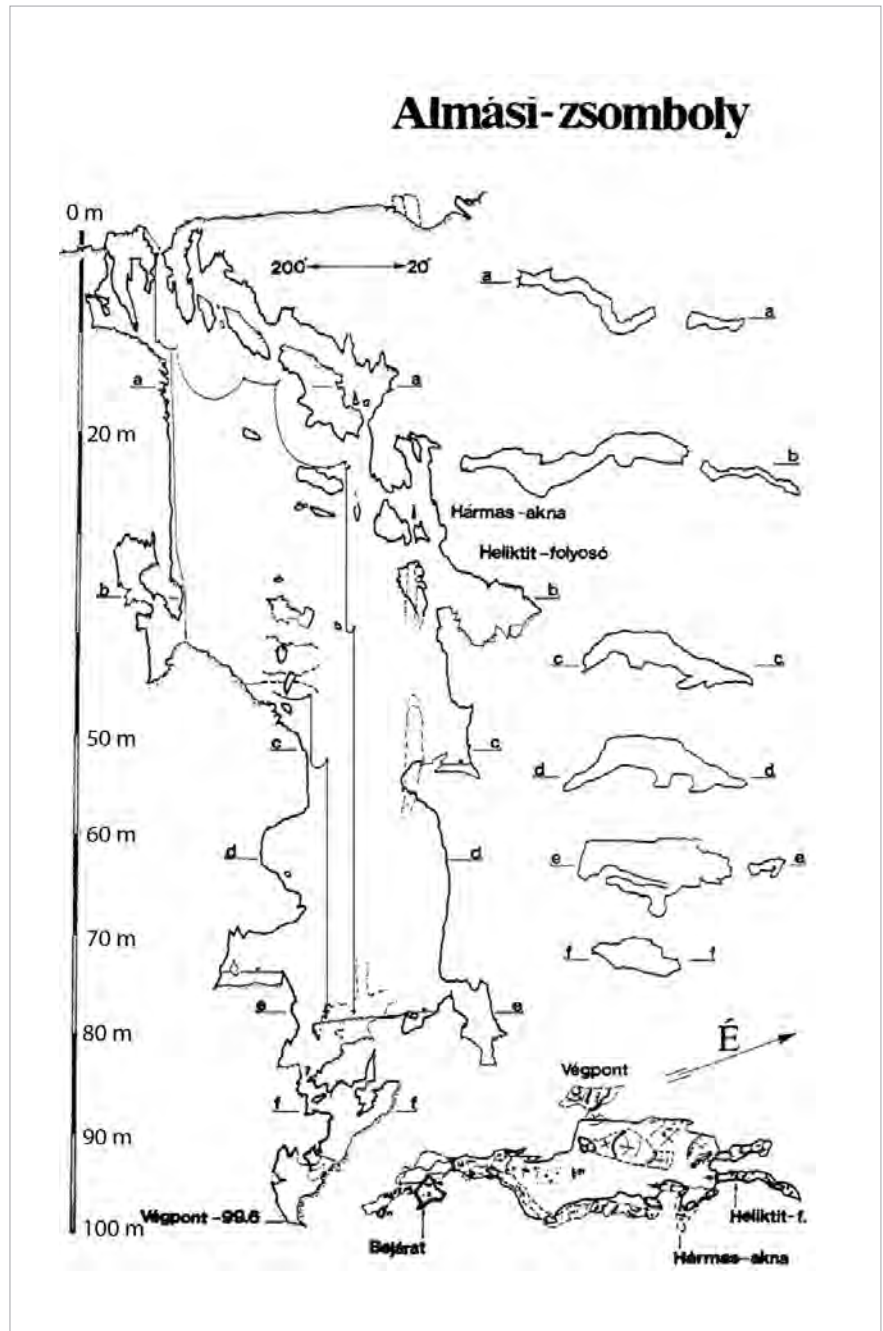 Almási-zsomboly
0 m
200° 20°
a a
a a
20 m
b b
Hármas-akna
Heliktit-folyosó
b b
c c
50 m
c c
d d
60 m
d d
e e
70 m
f f
e e
80 m
É
Végpont
f f
90 m
Végpont -99.6
100 m
Bejárat
Heliktit-f.
Hármas-akna